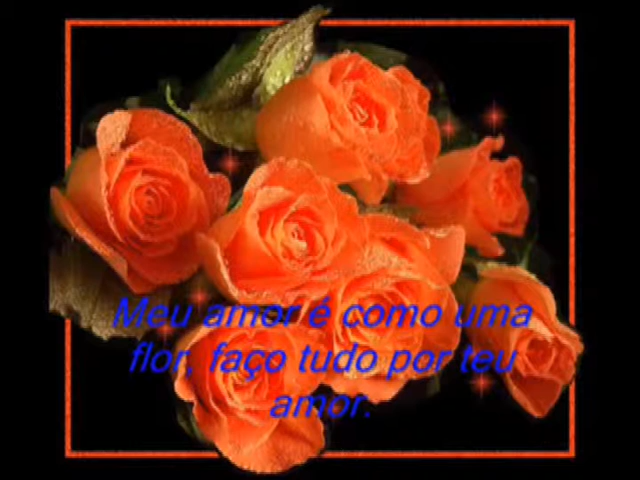 Meu amor é como uma
flor, faço tudo por teu
amor.